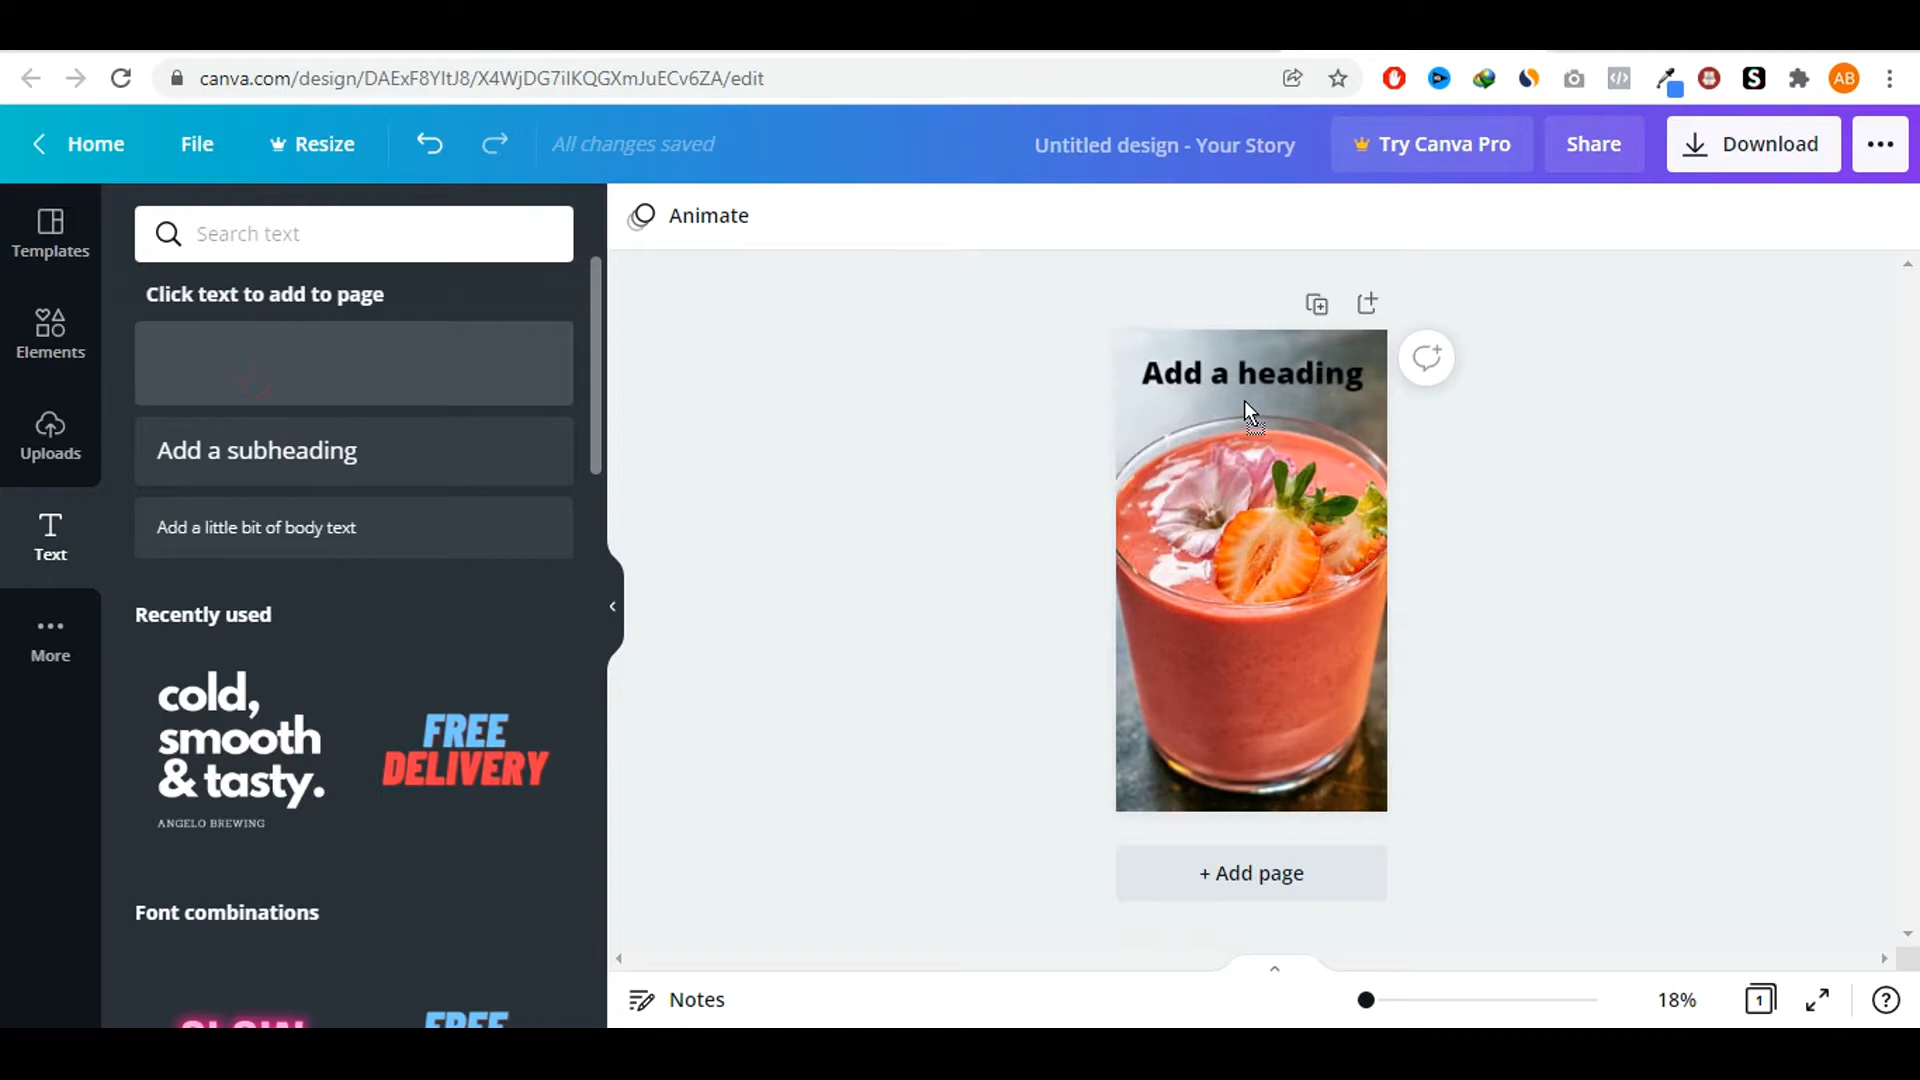 canva.com/design/DAExF8YItJ8/X4WjDG7iIKQGXmJuECv6ZA/edit
AB
Home
File
Resize
All changes saved
Untitled design - Your Story
Try Canva Pro
Share
Download
Templates
Elements
Uploads
Text
More
Search text
Click text to add to page
Add a subheading
Add a little bit of body text
Recently used
cold,
smooth
& tasty.
ANGELO BREWING
FREE
DELIVERY
Font combinations
FREE
Animate
Add a heading
+ Add page
Notes
18%
1